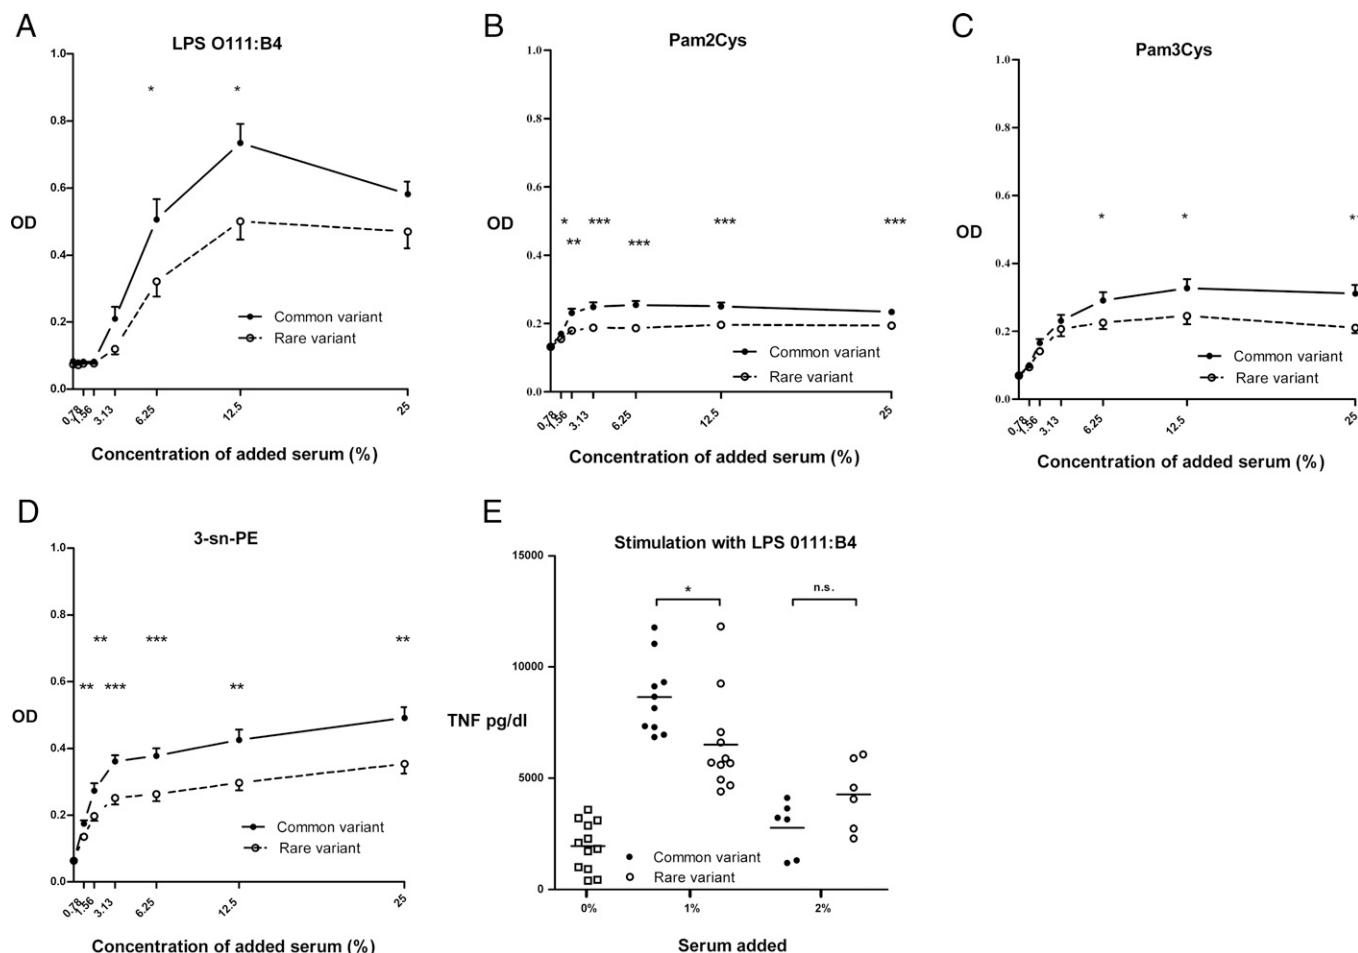 A
LPS O111:B4
1.0
0.8
0.6
0.4
0.2
0.0
OD
*
*
Common variant
Rare variant
0.78
1.56
3.13
6.25
12.5
25
Concentration of added serum (%)
B
Pam2Cys
1.0
0.8
0.6
0.4
0.2
0.0
OD
*
**
***
***
***
***
Common variant
Rare variant
0.78
1.56
3.13
6.25
12.5
25
Concentration of added serum (%)
C
Pam3Cys
1.0
0.8
0.6
0.4
0.2
0.0
OD
*
*
**
Common variant
Rare variant
0.78
1.56
3.13
6.25
12.5
25
Concentration of added serum (%)
D
3-sn-PE
1.0
0.8
0.6
0.4
0.2
0.0
OD
**
**
***
***
**
**
Common variant
Rare variant
0.78
1.56
3.13
6.25
12.5
25
Concentration of added serum (%)
E
Stimulation with LPS 0111:B4
15000
10000
5000
0
TNF pg/dl
*
n.s.
Common variant
Rare variant
0%
1%
2%
Serum added